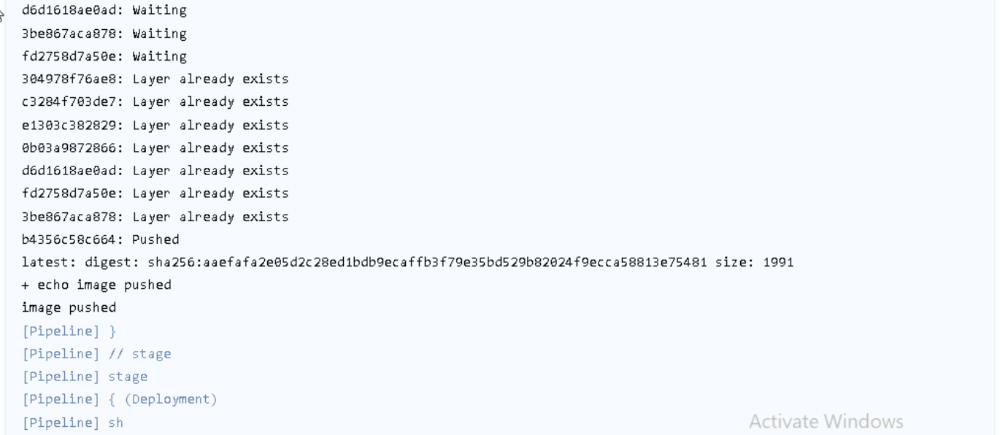 d6d1618ae0ad: Waiting
3be867aca878: Waiting
fd2758d7a50e: Waiting
304978f76ae8: Layer already exists
c3284f703de7: Layer already exists
e1303c382829: Layer already exists
0b03a9872866: Layer already exists
d6d1618ae0ad: Layer already exists
fd2758d7a50e: Layer already exists
3be867aca878: Layer already exists
b4356c58c664: Pushed
latest: digest: sha256:aaefafa2e05d2c28ed1bdb9ecaffb3f79e35bd529b82024f9ecca58813e75481 size: 1991
+ echo image pushed
image pushed
[Pipeline] }
[Pipeline] // stage
[Pipeline] stage
[Pipeline] { (Deployment)
[Pipeline] sh
Activate Windows